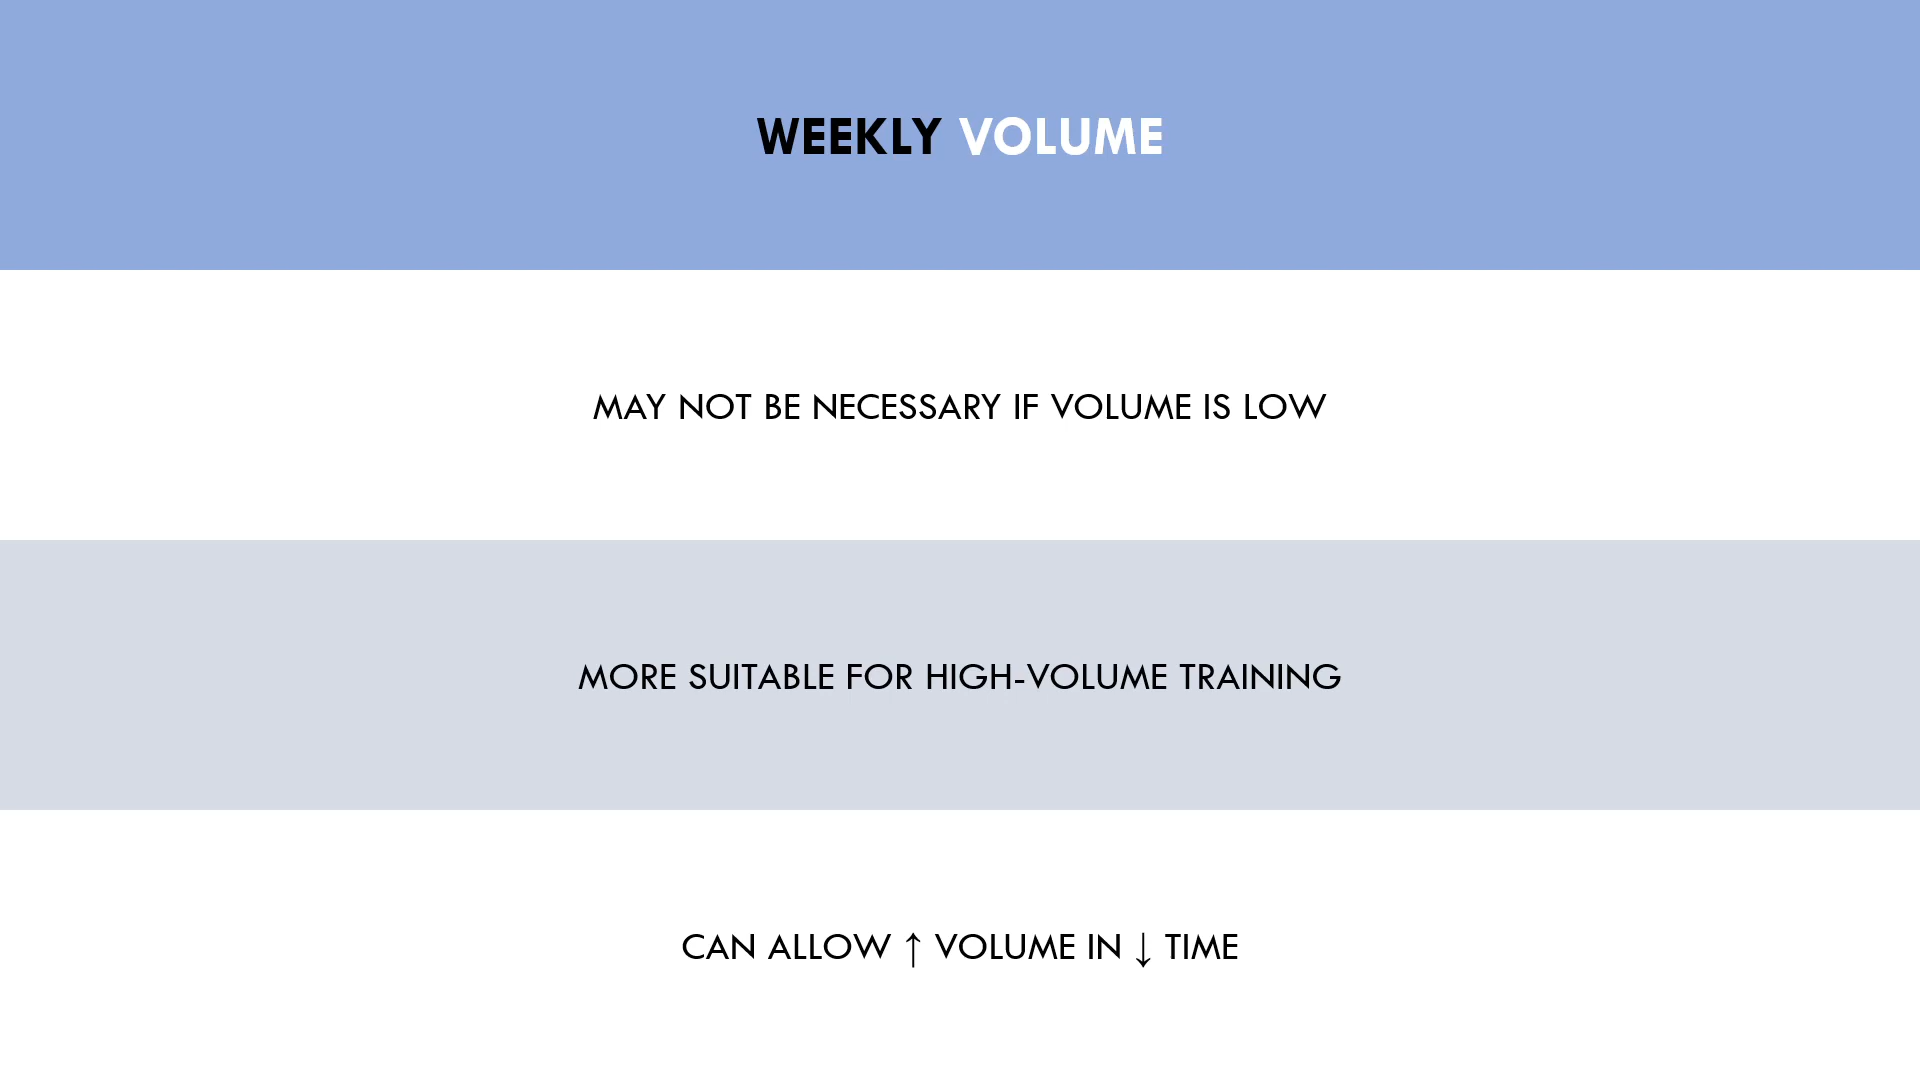 WEEKLY VOLUME
MAY NOT BE NECESSARY IF VOLUME IS LOW
MORE SUITABLE FOR HIGH-VOLUME TRAINING
CAN ALLOW ↑ VOLUME IN ↓ TIME